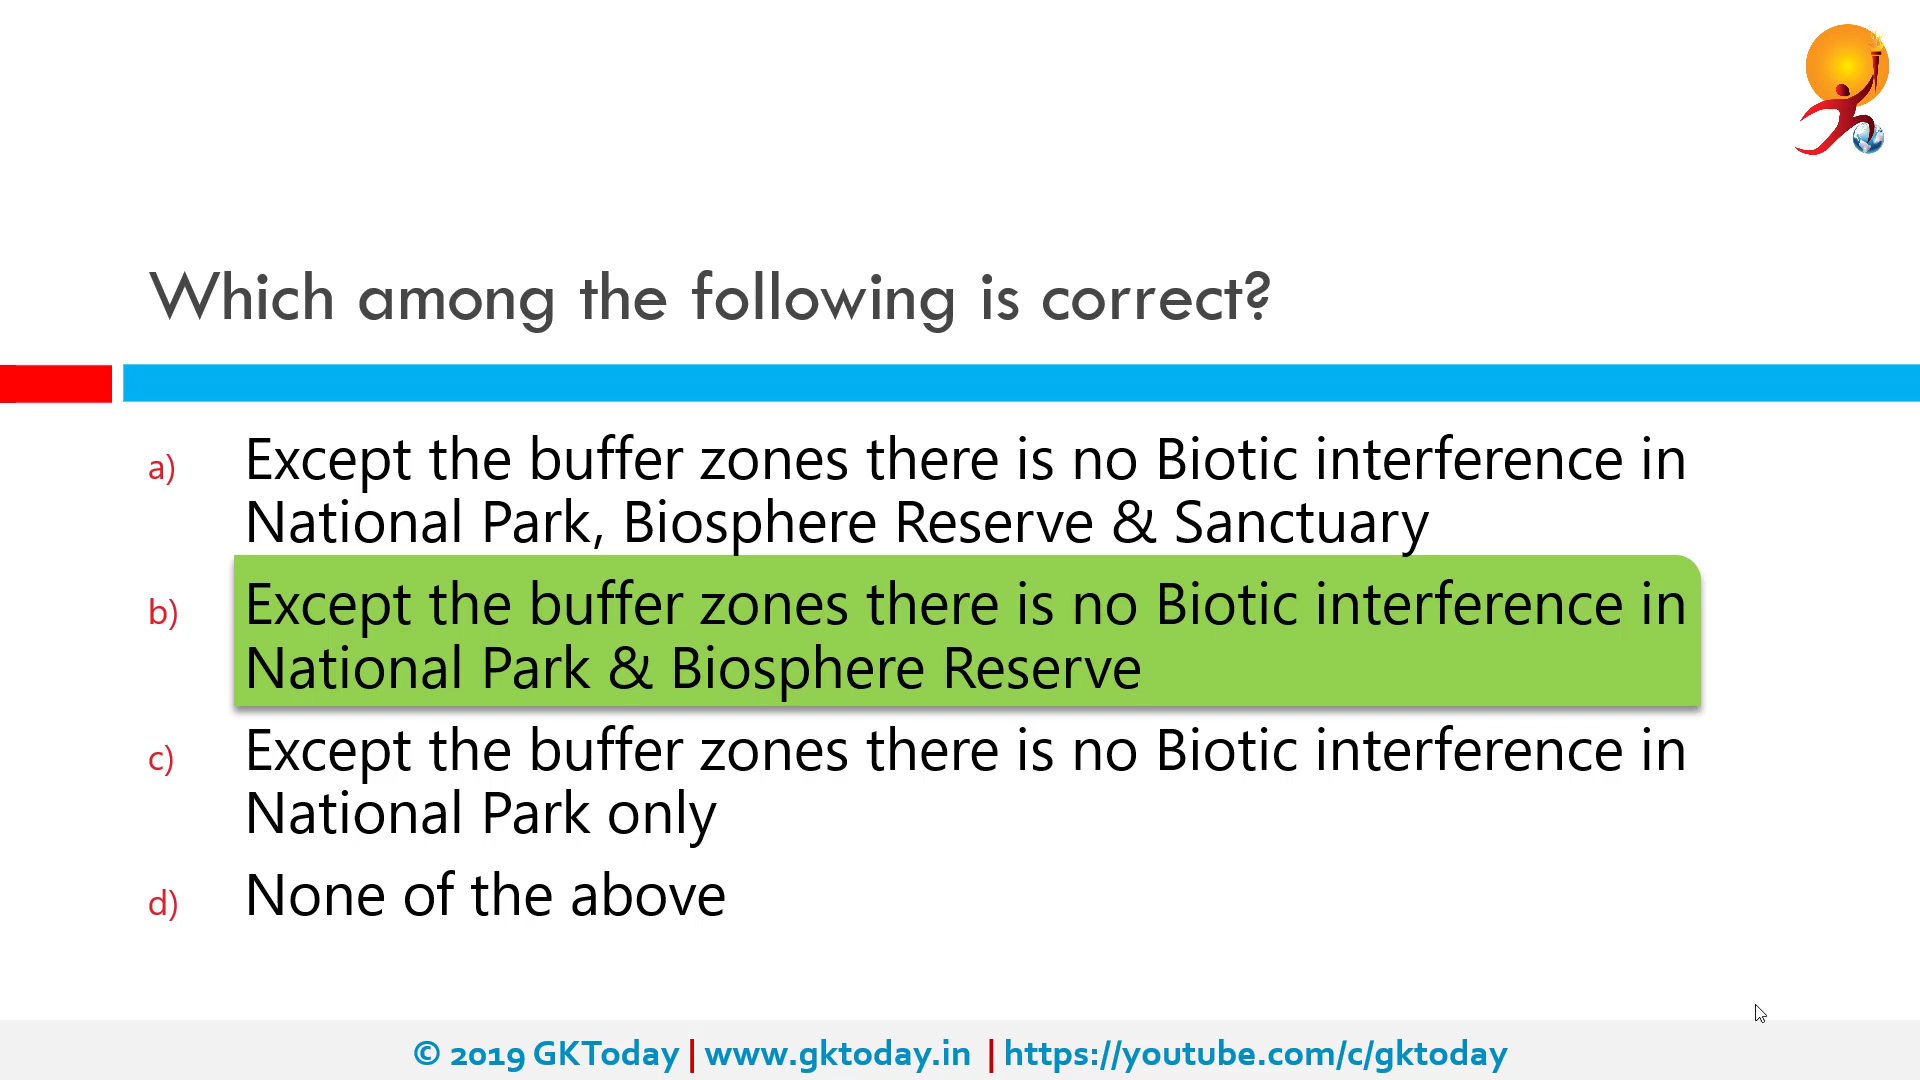 Which among the following is correct?
a) Except the buffer zones there is no Biotic interference in
National Park, Biosphere Reserve & Sanctuary
b) Except the buffer zones there is no Biotic interference in
National Park & Biosphere Reserve
c) Except the buffer zones there is no Biotic interference in
National Park only
d) None of the above
© 2019 GKToday | www.gktoday.in | https://youtube.com/c/gktoday